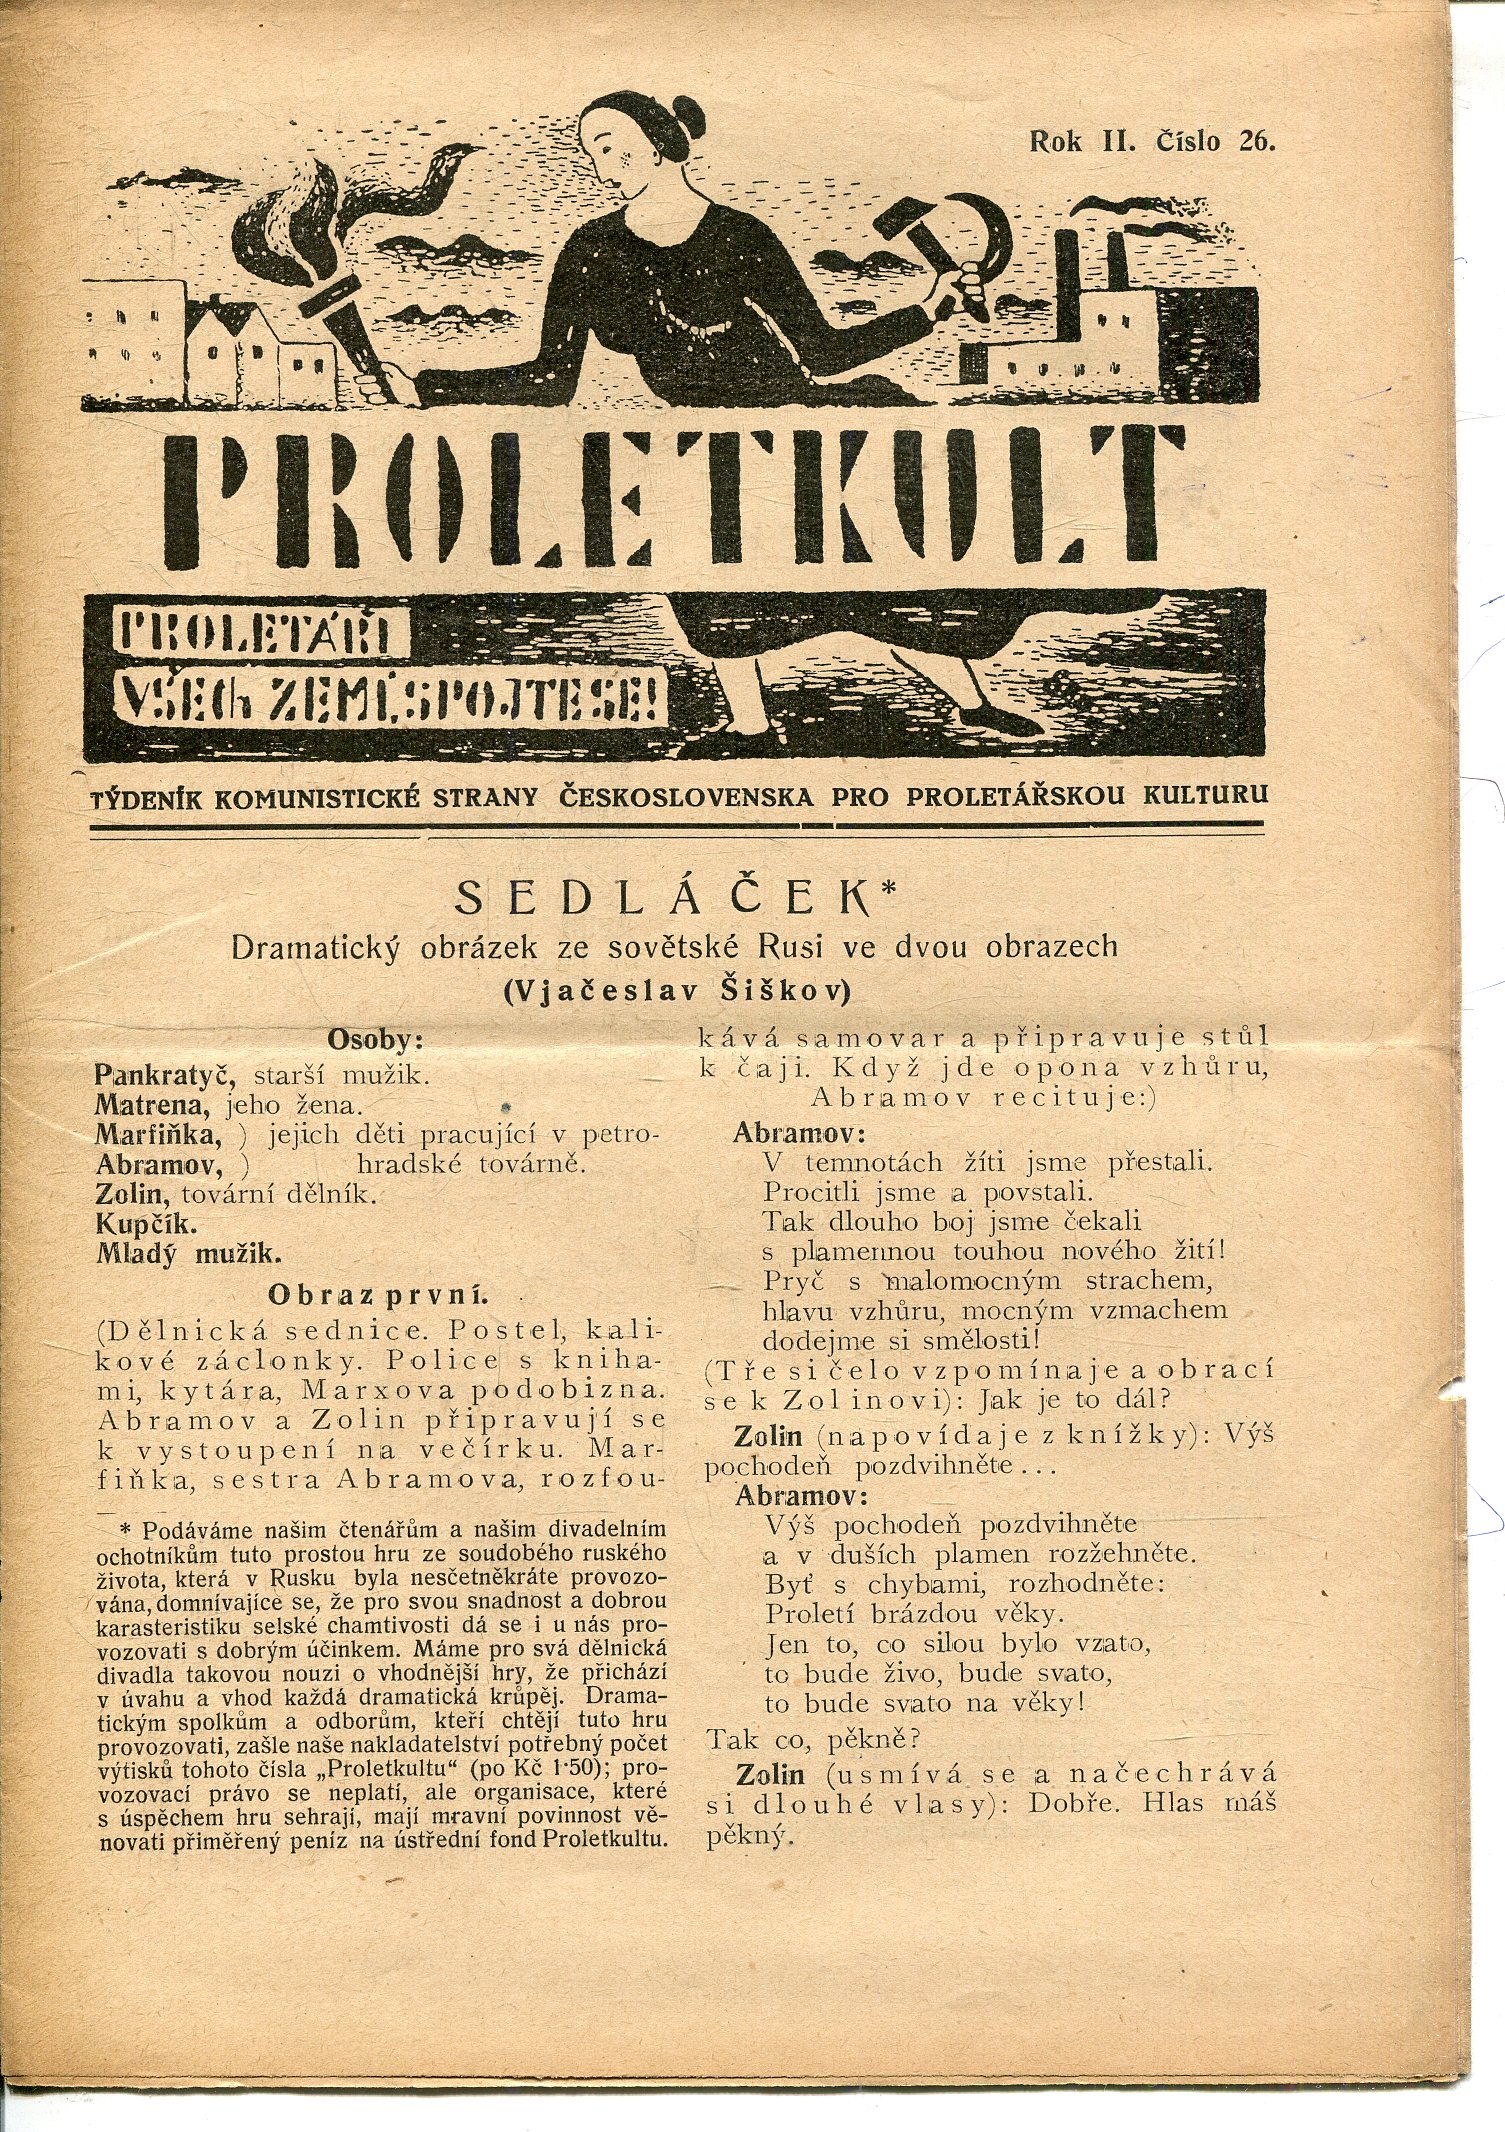 Rok II. Číslo 26.
PROLETKULT
PROLETÁŘI
VŠECH ZEMÍ, SPOJTE SE!
TÝDENÍK KOMUNISTICKÉ STRANY ČESKOSLOVENSKA PRO PROLETÁŘSKOU KULTURU
SEDLÁČEK*
Dramatický obrázek ze sovětské Rusi ve dvou obrazech
(Vjačeslav Šiškov)
Osoby:
Pankratyč, starší mužik.
Matrena, jeho žena.
Marfiňka, ) jejich děti pracující v petro-
Abramov, ) hradské továrně.
Zolin, tovární dělník.
Kupčík.
Mladý mužik.
Obraz první.
(Dělnická sednice. Postel, kali-
kové záclonky. Police s kniha-
mi, kytára, Marxova podobizna.
Abramov a Zolin připravují se
k vystoupení na večírku. Mar-
fiňka, sestra Abramova, rozfou-
* Podáváme našim čtenářům a našim divadelním
ochotníkům tuto prostou hru ze soudobého ruského
života, která v Rusku byla nesčetněkráte provozo-
vána, domnívajíce se, že pro svou snadnost a dobrou
karasteristiku selské chamtivosti dá se i u nás pro-
vozovati s dobrým účinkem. Máme pro svá dělnická
divadla takovou nouzi o vhodnější hry, že přichází
v úvahu a vhod každá dramatická krůpěj. Drama-
tickým spolkům a odborům, kteří chtějí tuto hru
provozovati, zašle naše nakladatelství potřebný počet
výtisků tohoto čísla „Proletkultu“ (po Kč 1·50); pro-
vozovací právo se neplatí, ale organisace, které
s úspěchem hru sehrají, mají mravní povinnost vě-
novati přiměřený peníz na ústřední fond Proletkultu.
kává samovar a připravuje stůl
k čaji. Když jde opona vzhůru,
Abramov recituje:)
Abramov:
V temnotách žíti jsme přestali.
Procitli jsme a povstali.
Tak dlouho boj jsme čekali
s plamennou touhou nového žití!
Pryč s malomocným strachem,
hlavu vzhůru, mocným vzmachem
dodejme si smělosti!
(Tře si čelo vzpomínaje a obrací
se k Zolinovi): Jak je to dál?
Zolin (napovídaje z knížky): Výš
pochodeň pozdvihněte...
Abramov:
Výš pochodeň pozdvihněte
a v duších plamen rozžehněte.
Byť s chybami, rozhodněte:
Proletí brázdou věky.
Jen to, co silou bylo vzato,
to bude živo, bude svato,
to bude svato na věky!
Tak co, pěkně?
Zolin (usmívá se a načechrává
si dlouhé vlasy): Dobře. Hlas máš
pěkný.